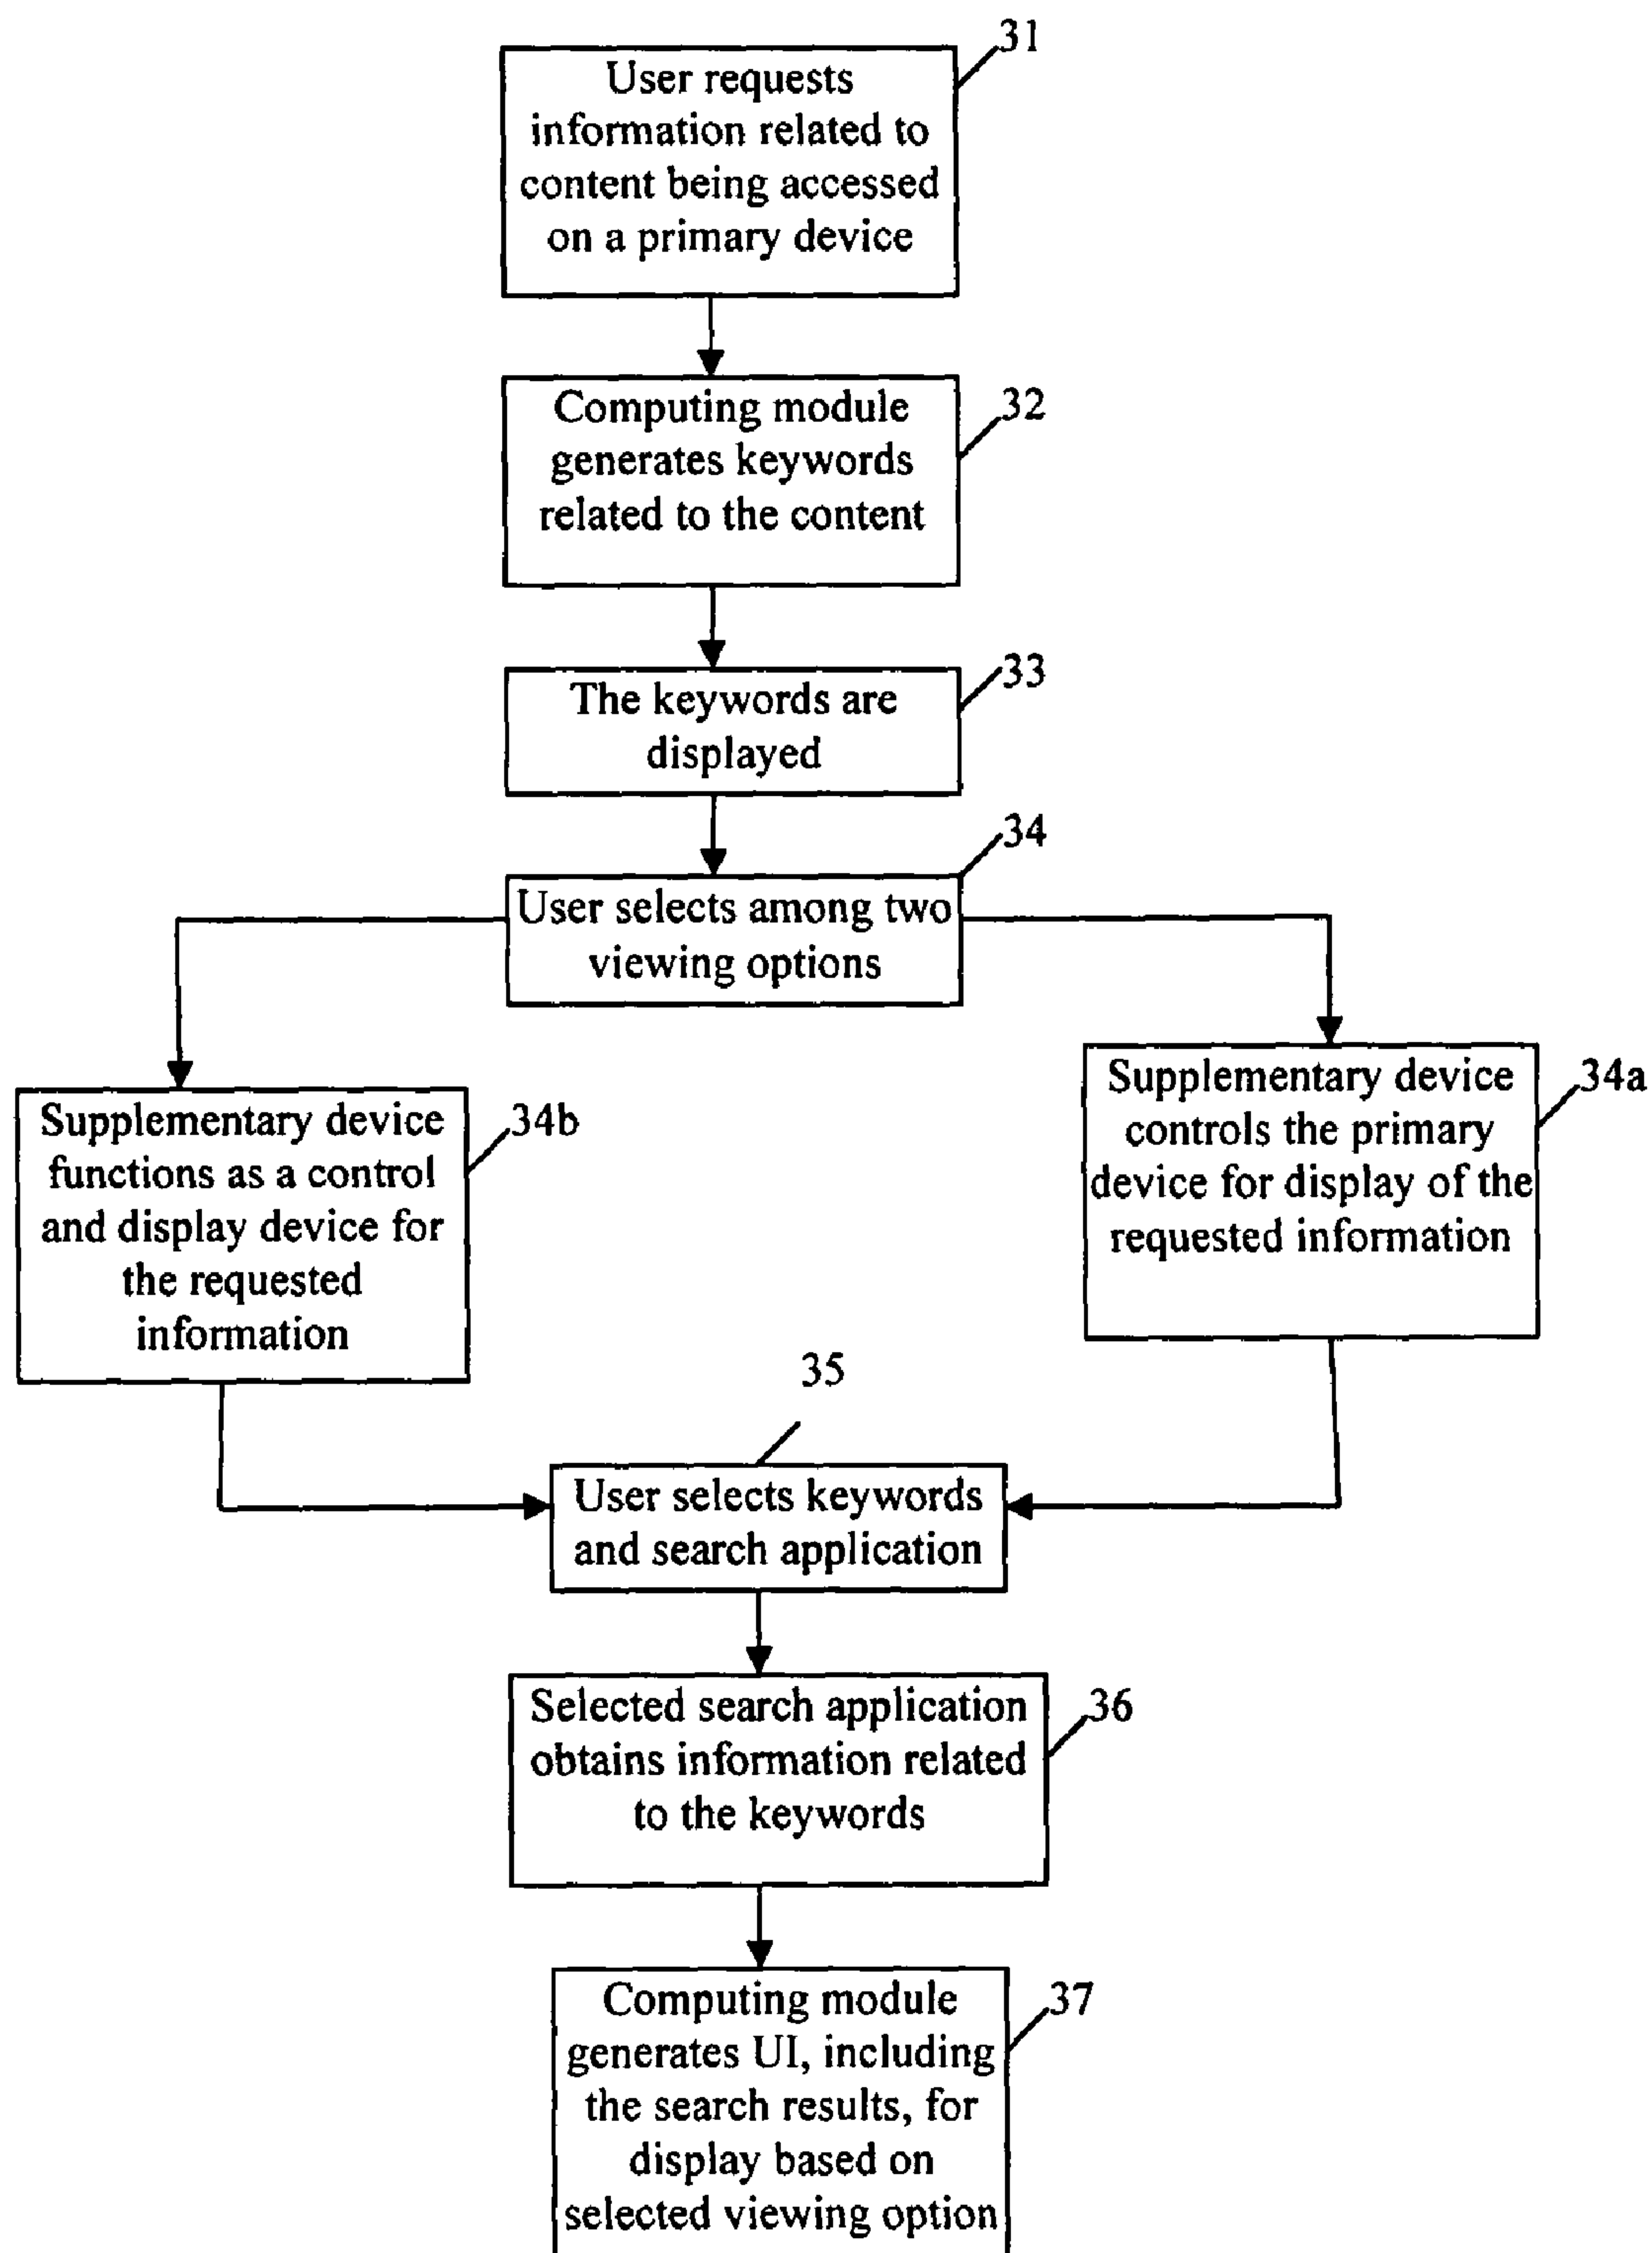 31
User requests
information related to
content being accessed
on a primary device
32
Computing module
generates keywords
related to the content
33
The keywords are
displayed
34
User selects among two
viewing options
34b
Supplementary device
functions as a control
and display device for
the requested
information
34a
Supplementary device
controls the primary
device for display of the
requested information
35
User selects keywords
and search application
36
Selected search application
obtains information related
to the keywords
37
Computing module
generates UI, including
the search results, for
display based on
selected viewing option